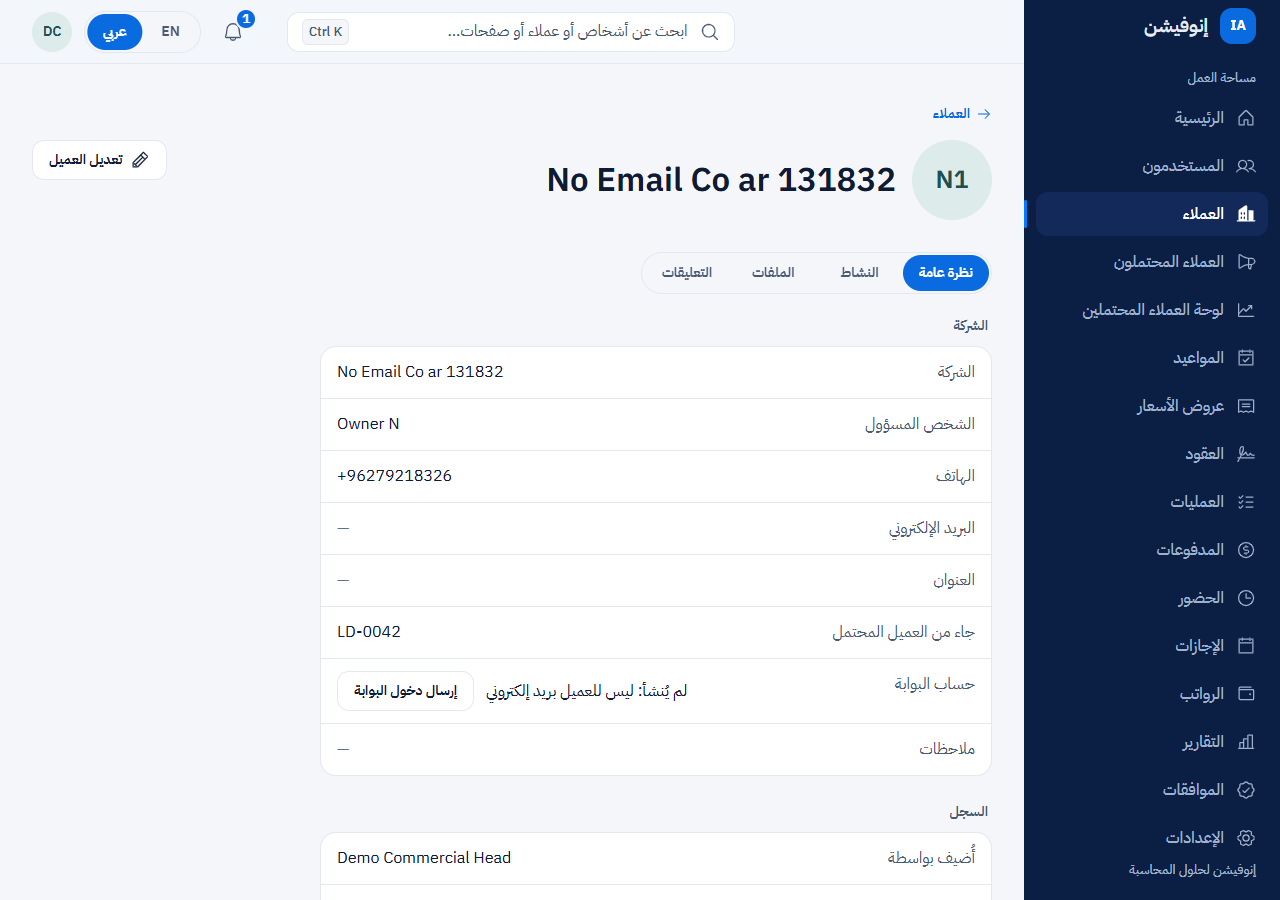 IA
إنوفيشن
مساحة العمل
الرئيسية
المستخدمون
العملاء
العملاء المحتملون
لوحة العملاء المحتملين
المواعيد
عروض الأسعار
العقود
العمليات
المدفوعات
الحضور
الإجازات
الرواتب
التقارير
الموافقات
الإعدادات
إنوفيشن لحلول المحاسبة
ابحث عن أشخاص أو عملاء أو صفحات...
Ctrl K
1
EN
عربي
DC
العملاء
N1
No Email Co ar 131832
تعديل العميل
نظرة عامة
النشاط
الملفات
التعليقات
الشركة
الشركة No Email Co ar 131832
الشخص المسؤول Owner N
الهاتف +96279218326
البريد الإلكتروني —
العنوان —
جاء من العميل المحتمل LD-0042
حساب البوابة لم يُنشأ: ليس للعميل بريد إلكتروني إرسال دخول البوابة
ملاحظات —
السجل
أُضيف بواسطة Demo Commercial Head